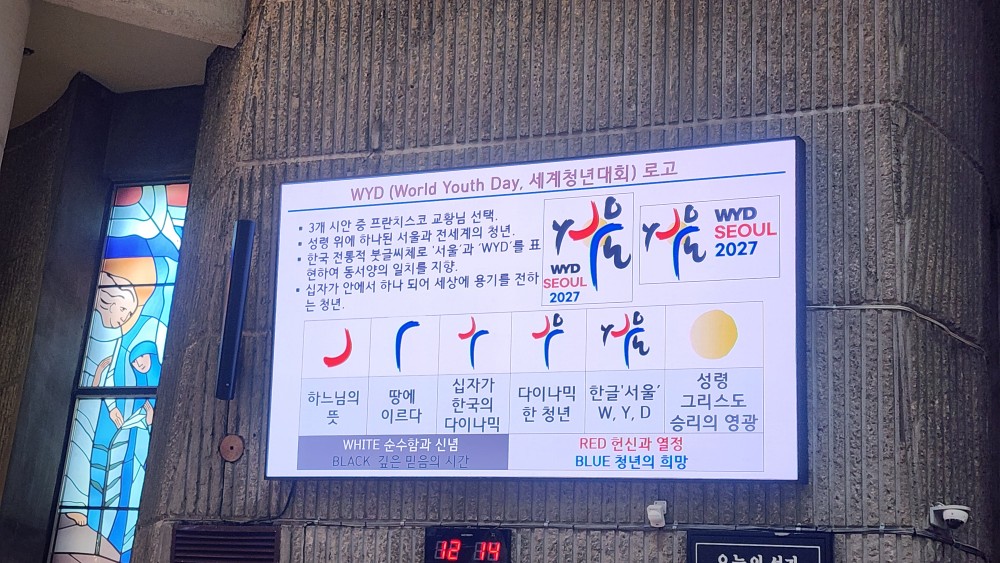 WYD (World Youth Day, 세계청년대회) 로고
▪ 3개 시안 중 프란치스코 교황님 선택.
▪ 성령 위에 하나된 서울과 전세계의 청년.
▪ 한국 전통적 붓글씨체로 '서울'과 'WYD'를 표
현하여 동서양의 일치를 지향.
▪ 십자가 안에서 하나 되어 세상에 용기를 전하
는 청년.
WYD
SEOUL
2027
WYD
SEOUL
2027
하느님의
뜻
땅에
이르다
십자가
한국의
다이나믹
다이나믹
한 청년
한글'서울'
W, Y, D
성령
그리스도
승리의 영광
WHITE 순수함과 신념
BLACK 깊은 믿음의 시간
RED 헌신과 열정
BLUE 청년의 희망
12 14
오늘의 성가